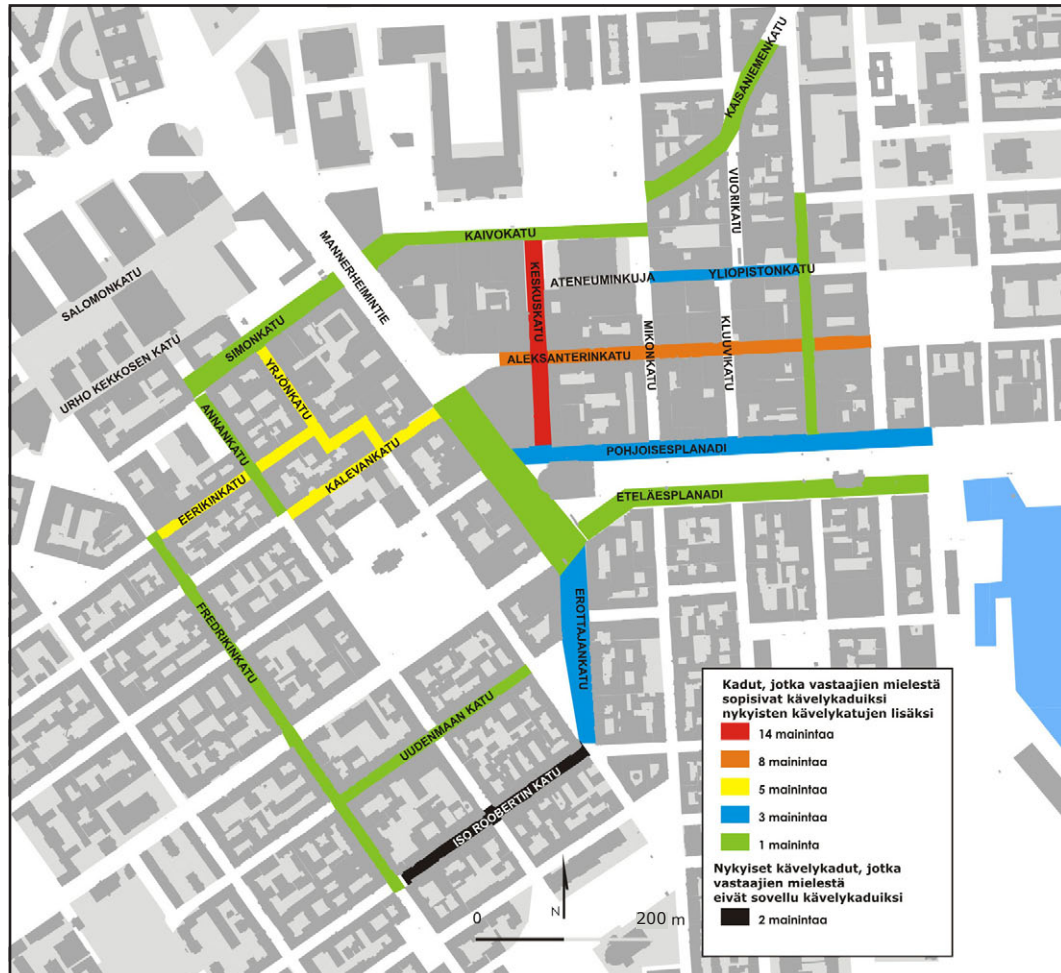 KAISANIEMENKATU
VUORIKATU
KAIVOKATU
MANNERHEIMINTIE
KESKUSKATU
ATENEUMINKUJA
YLIOPISTONKATU
SALOMONKATU
SIMONKATU
URHO KEKKOSEN KATU
YRJÖNKATU
ALEKSANTERINKATU
MIKONKATU
KLUUVIKATU
ANNANKATU
KALEVANKATU
POHJOISESPLANADI
EERIKINKATU
ETELÄESPLANADI
FREDRIKINKATU
EROTTAJANKATU
UUDENMAAN KATU
ISO ROOBERTIN KATU
Kadut, jotka vastaajien mielestä
sopisivat kävelykaduiksi
nykyisten kävelykatujen lisäksi
14 mainintaa
8 mainintaa
5 mainintaa
3 mainintaa
1 maininta
Nykyiset kävelykadut, jotka
vastaajien mielestä
eivät sovellu kävelykaduiksi
2 mainintaa
0 N 200 m